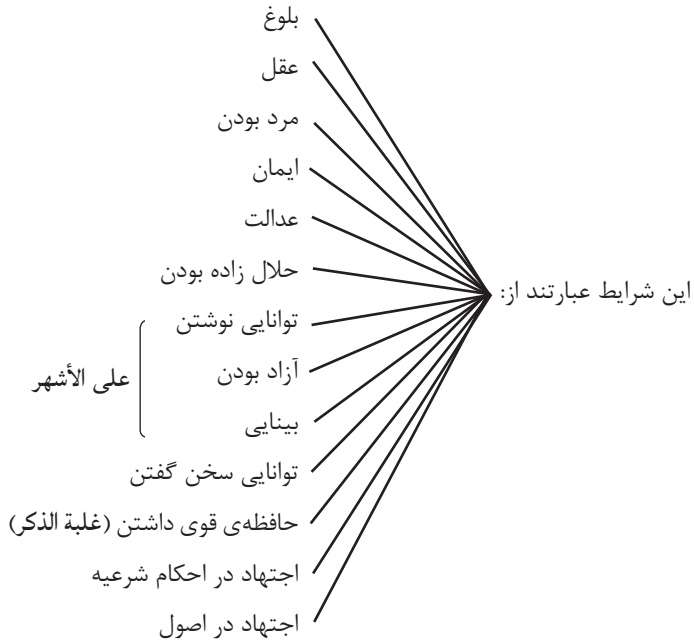 این شرایط عبارتند از:
بلوغ
عقل
مرد بودن
ایمان
عدالت
حلال زاده بودن
توانایی نوشتن
آزاد بودن
بینایی
علی الأشهر
توانایی سخن گفتن
حافظه‌ی قوی داشتن (غلبة الذکر)
اجتهاد در احکام شرعیه
اجتهاد در اصول